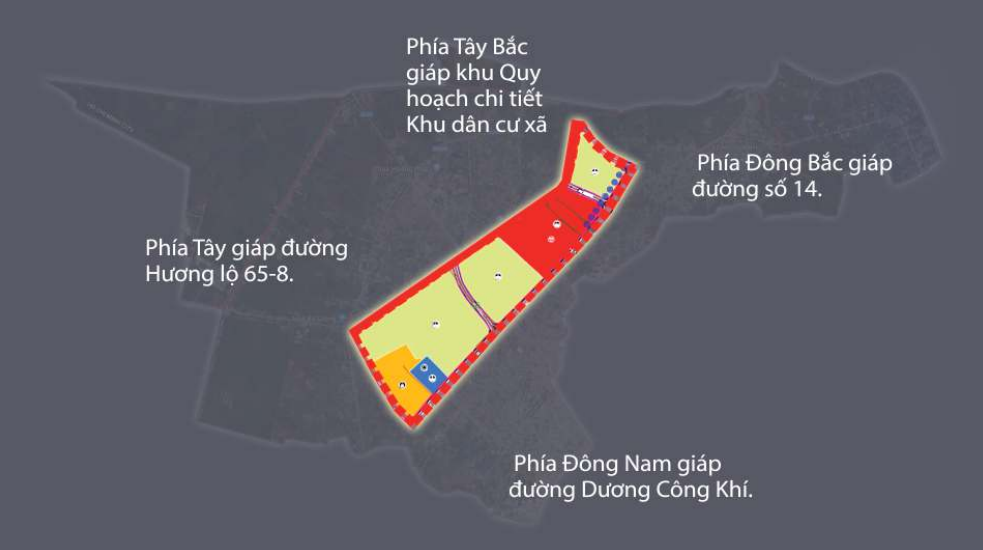 Phía Tây Bắc
giáp khu Quy
hoạch chi tiết
Khu dân cư xã
Phía Đông Bắc giáp
đường số 14.
Phía Tây giáp đường
Hương lộ 65-8.
Phía Đông Nam giáp
đường Dương Công Khí.